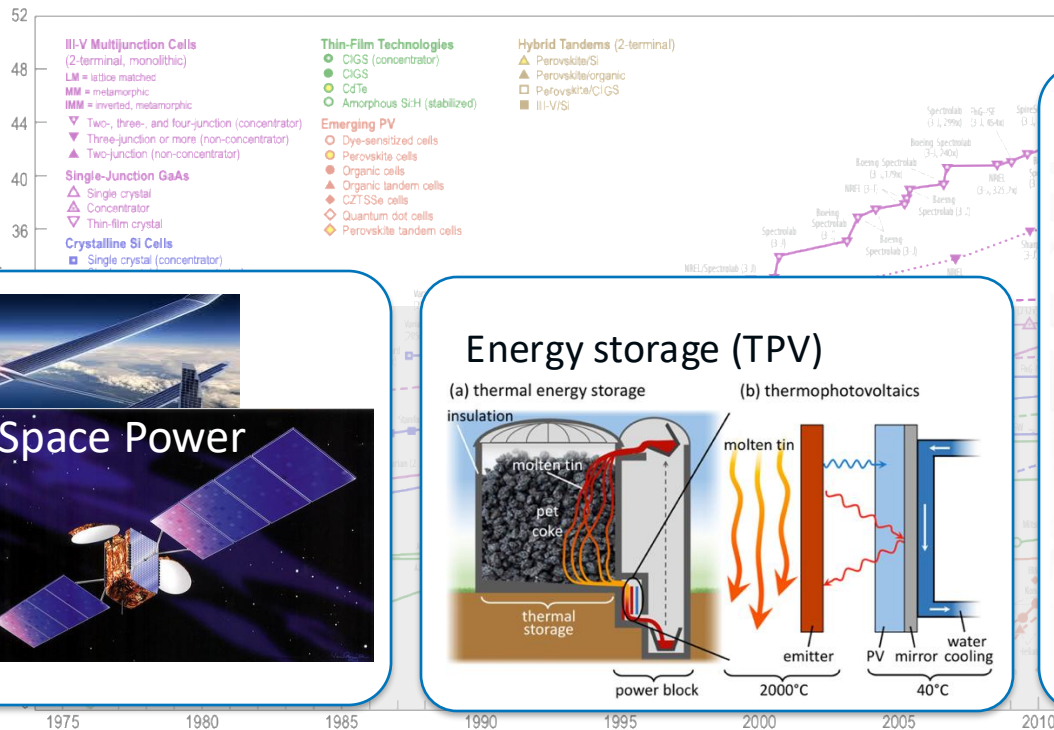 52
48
44
40
36
III-V Multijunction Cells
(2-terminal, monolithic)
LM = lattice matched
MM = metamorphic
IMM = inverted, metamorphic
Two-, three-, and four-junction (concentrator)
Three-junction or more (non-concentrator)
Two-junction (non-concentrator)
Single-Junction GaAs
Single crystal
Concentrator
Thin-film crystal
Crystalline Si Cells
Single crystal (concentrator)
Thin-Film Technologies
CIGS (concentrator)
CIGS
CdTe
Amorphous Si:H (stabilized)
Emerging PV
Dye-sensitized cells
Perovskite cells
Organic cells
Organic tandem cells
CZTSSe cells
Quantum dot cells
Perovskite tandem cells
Hybrid Tandems (2-terminal)
Perovskite/Si
Perovskite/organic
Perovskite/CIGS
III-V/Si
Spectrolab
Boeing Spectrolab
Boeing Spectrolab
NREL
Boeing
Spectrolab
Boeing
Spectrolab (3 J)
Spectrolab
NREL/Spectrolab (3 J)
NREL
Space Power
Energy storage (TPV)
(a) thermal energy storage
insulation
molten tin
pet
coke
thermal
storage
power block
(b) thermophotovoltaics
molten tin
emitter
PV mirror
water
cooling
2000°C
40°C
1975
1980
1985
1990
1995
2000
2005
2010